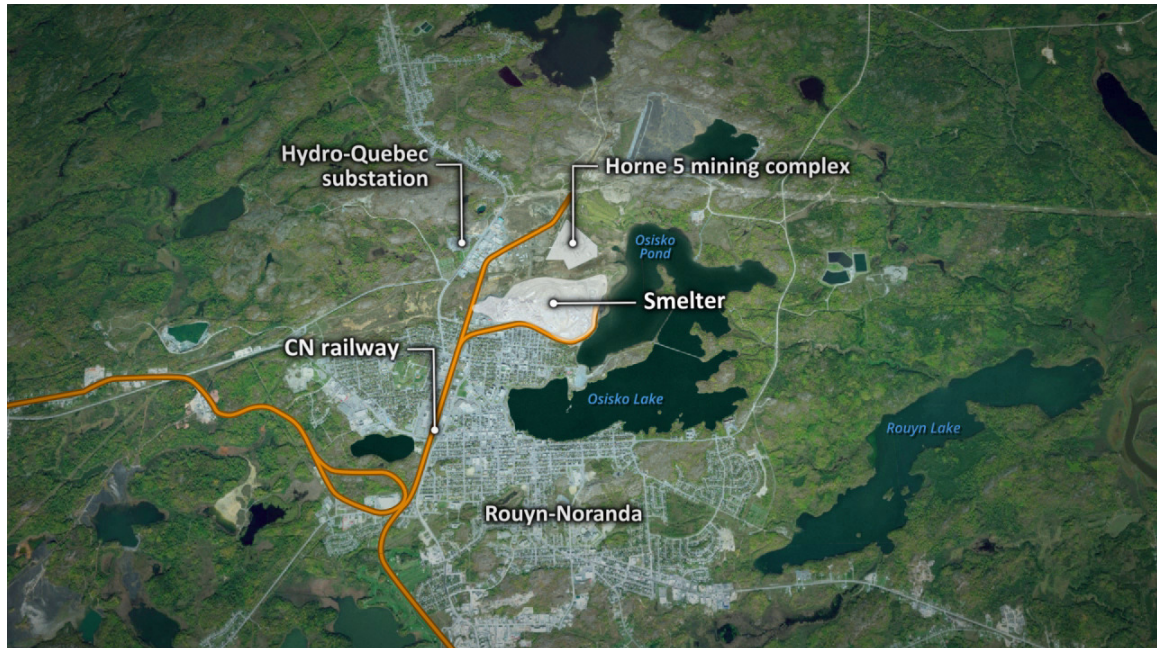 Hydro-Quebec
substation
Horne 5 mining complex
Osisko
Pond
Smelter
CN railway
Osisko Lake
Rouyn Lake
Rouyn-Noranda